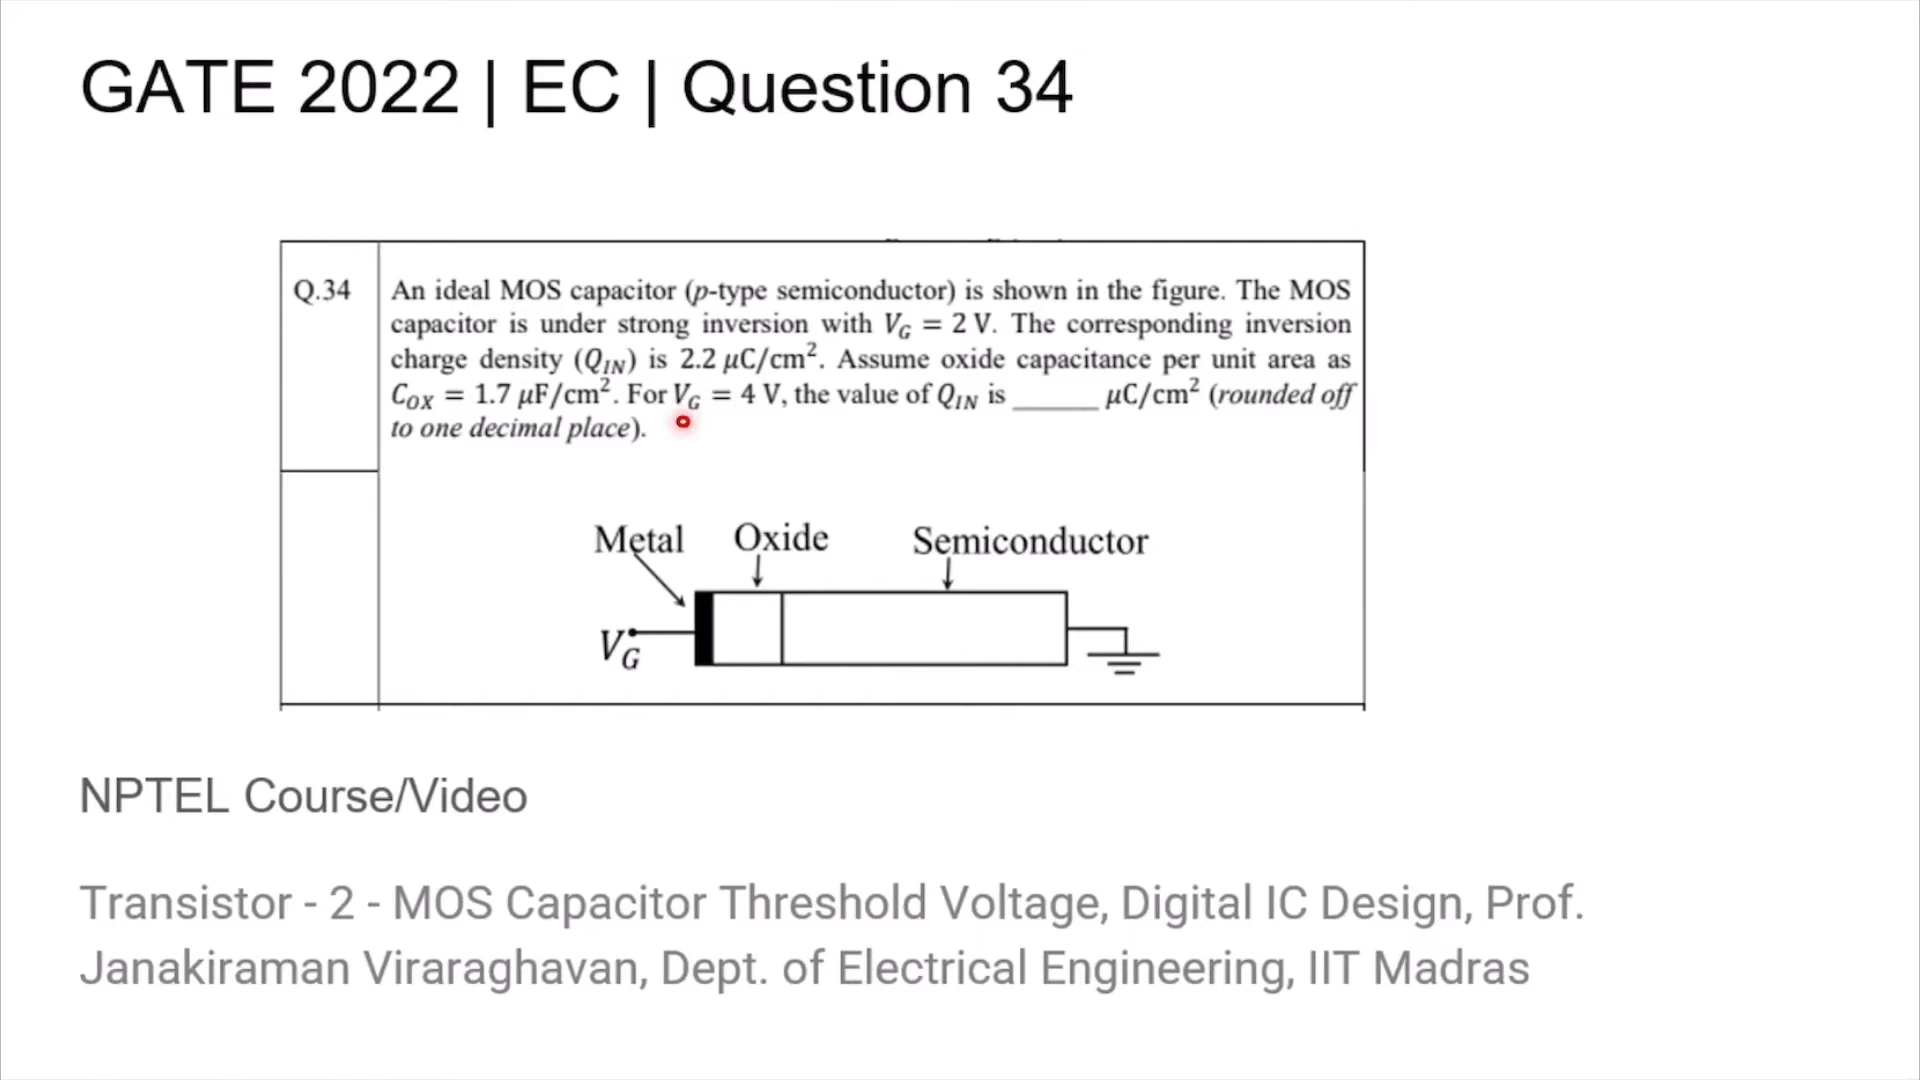 GATE 2022 | EC | Question 34
Q.34
An ideal MOS capacitor (p-type semiconductor) is shown in the figure. The MOS
capacitor is under strong inversion with V_G = 2 V. The corresponding inversion
charge density (Q_IN) is 2.2 μC/cm². Assume oxide capacitance per unit area as
C_OX = 1.7 μF/cm². For V_G = 4 V, the value of Q_IN is ______ μC/cm² (rounded off
to one decimal place).
Metal Oxide Semiconductor
V_G
NPTEL Course/Video
Transistor - 2 - MOS Capacitor Threshold Voltage, Digital IC Design, Prof.
Janakiraman Viraraghavan, Dept. of Electrical Engineering, IIT Madras